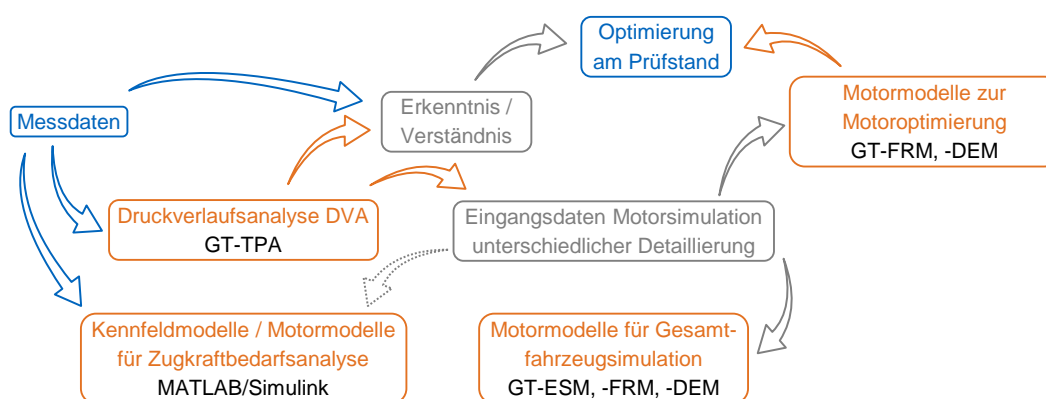 Optimierung
am Prüfstand
Messdaten
Erkenntnis /
Verständnis
Motormodelle zur
Motoroptimierung
GT-FRM, -DEM
Druckverlaufsanalyse DVA
GT-TPA
Eingangsdaten Motorsimulation
unterschiedlicher Detaillierung
Kennfeldmodelle / Motormodelle
für Zugkraftbedarfsanalyse
MATLAB/Simulink
Motormodelle für Gesamt-
fahrzeugsimulation
GT-ESM, -FRM, -DEM